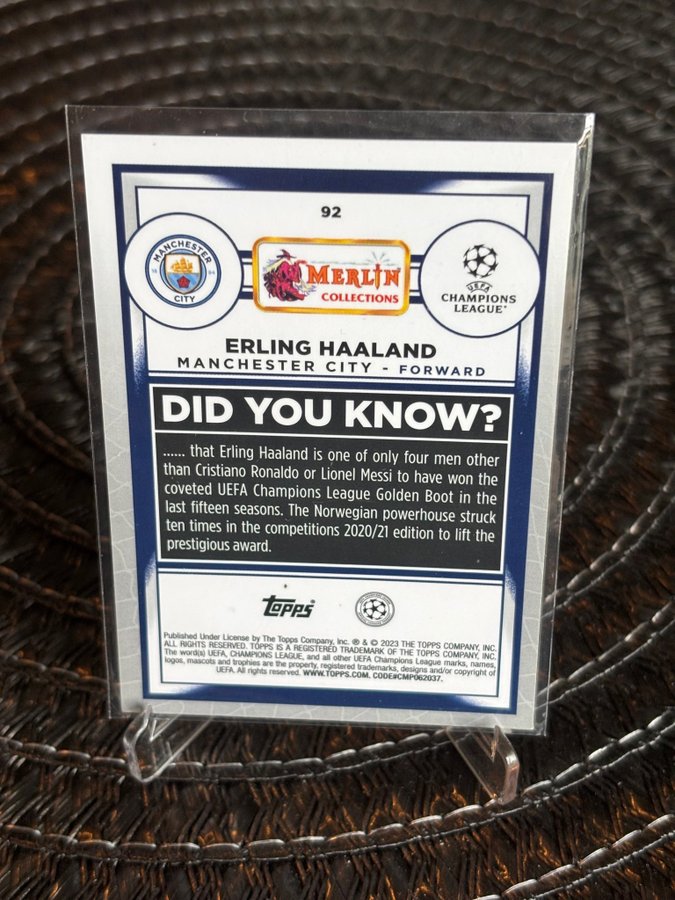 92
MANCHESTER
18 94
CITY
MERLIN
COLLECTIONS
UEFA
CHAMPIONS
LEAGUE®
ERLING HAALAND
MANCHESTER CITY - FORWARD
DID YOU KNOW?
...... that Erling Haaland is one of only four men other
than Cristiano Ronaldo or Lionel Messi to have won the
coveted UEFA Champions League Golden Boot in the
last fifteen seasons. The Norwegian powerhouse struck
ten times in the competitions 2020/21 edition to lift the
prestigious award.
topps®
Published Under License by The Topps Company, Inc. ® & © 2023 THE TOPPS COMPANY, INC.
ALL RIGHTS RESERVED. TOPPS IS A REGISTERED TRADEMARK OF THE TOPPS COMPANY, INC.
The word(s) UEFA, CHAMPIONS LEAGUE, and all other UEFA Champions League marks, names,
logos, mascots and trophies are the property, registered trademarks, designs and/or copyright of
UEFA. All rights reserved. WWW.TOPPS.COM. CODE#CMP062037.